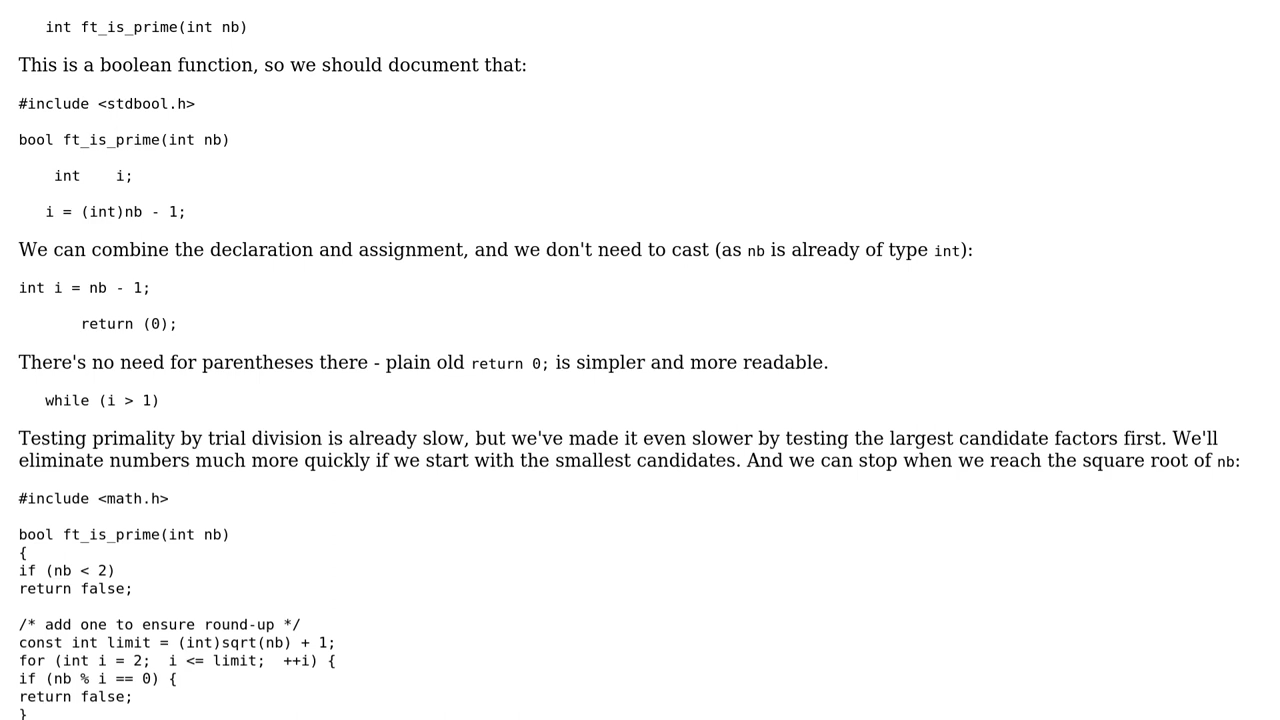 int ft_is_prime(int nb)
This is a boolean function, so we should document that:
#include <stdbool.h>
bool ft_is_prime(int nb)
int    i;
i = (int)nb - 1;
We can combine the declaration and assignment, and we don't need to cast (as nb is already of type int):
int i = nb - 1;
return (0);
There's no need for parentheses there - plain old return 0; is simpler and more readable.
while (i > 1)
Testing primality by trial division is already slow, but we've made it even slower by testing the largest candidate factors first. We'll
eliminate numbers much more quickly if we start with the smallest candidates. And we can stop when we reach the square root of nb:
#include <math.h>
bool ft_is_prime(int nb)
{
if (nb < 2)
return false;
/* add one to ensure round-up */
const int limit = (int)sqrt(nb) + 1;
for (int i = 2;  i <= limit;  ++i) {
if (nb % i == 0) {
return false;
}